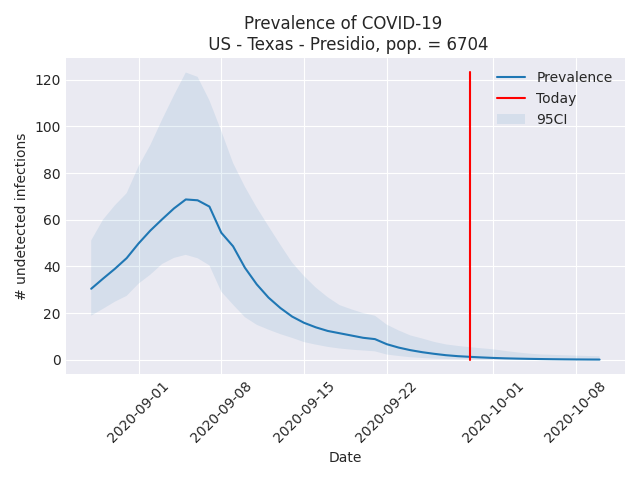 Prevalence of COVID-19
US - Texas - Presidio, pop. = 6704
Prevalence
Today
95CI
# undetected infections
120
100
80
60
40
20
0
2020-09-01
2020-09-08
2020-09-15
2020-09-22
2020-10-01
2020-10-08
Date